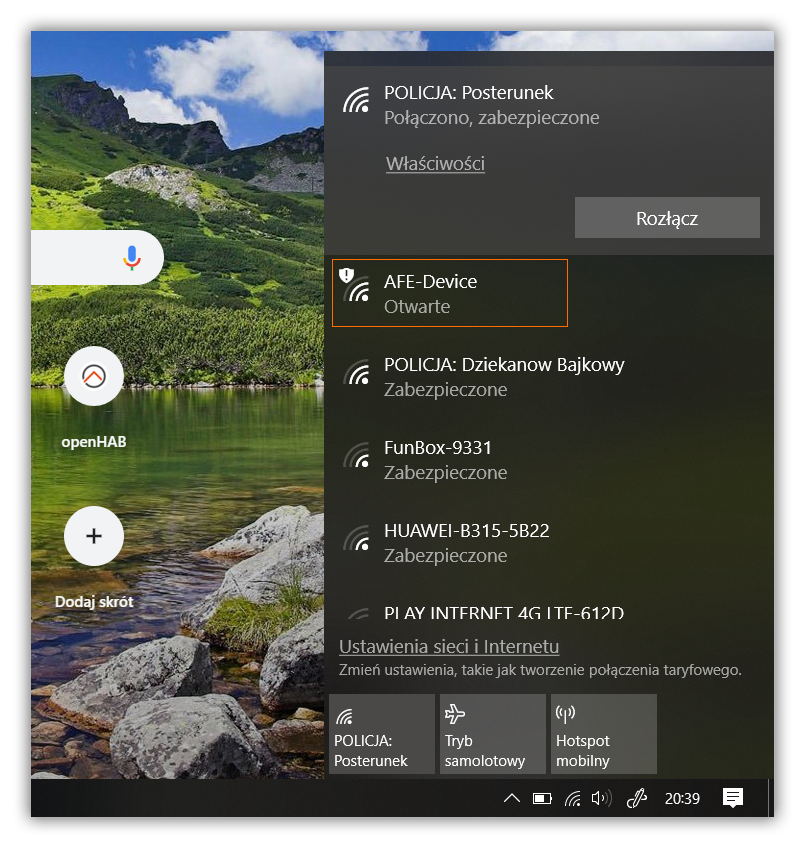 POLICJA: Posterunek
Połączono, zabezpieczone
Właściwości
Rozłącz
AFE-Device
Otwarte
POLICJA: Dziekanow Bajkowy
Zabezpieczone
FunBox-9331
Zabezpieczone
HUAWEI-B315-5B22
Zabezpieczone
PLAY INTERNET 4G LTE-612D
Ustawienia sieci i Internetu
Zmień ustawienia, takie jak tworzenie połączenia taryfowego.
POLICJA:
Posterunek
Tryb
samolotowy
Hotspot
mobilny
openHAB
Dodaj skrót
20:39